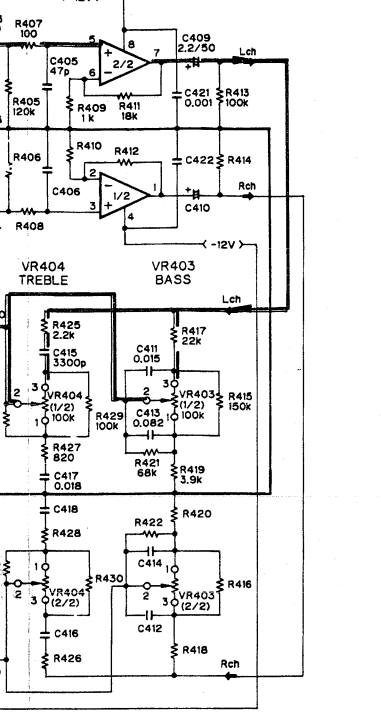 R407
100
C405
47p
R405
120k
5
8
7
6
2/2
C409
2.2/50
Lch
+
R409
1k
R411
18k
C421
0.001
R413
100k
R406
R410
R412
C422
R414
C406
2
1/2
1
3
4
C410
Rch
R408
-12V
VR404
TREBLE
VR403
BASS
Lch
R425
2.2k
R417
22k
C415
3300p
C411
0.015
3
3
2
VR404
(1/2)
100k
1
R429
100k
C413
0.082
2
VR403
(1/2)
100k
1
R415
150k
R427
820
R421
68k
R419
3.9k
C417
0.018
C418
R420
R428
R422
1
C414
1
2
VR404
(2/2)
3
R430
2
VR403
(2/2)
3
R416
C412
C416
R418
R426
Rch